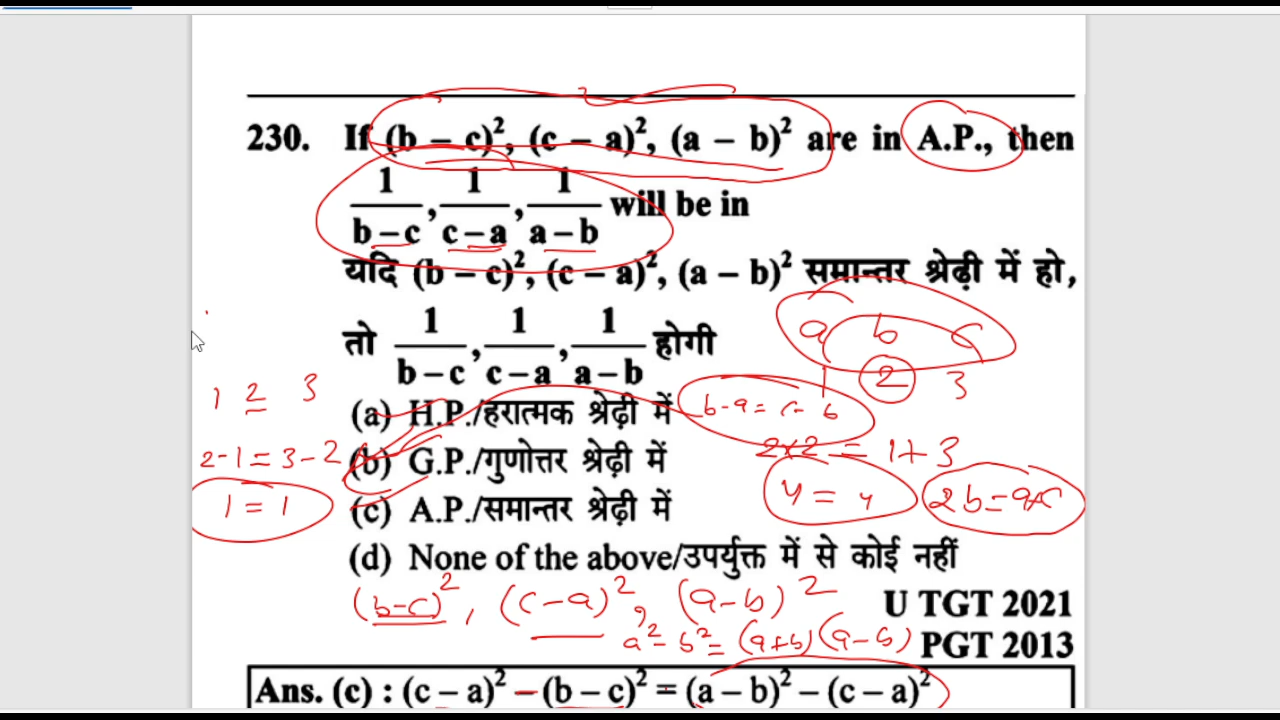 230. If (b – c)², (c – a)², (a – b)² are in A.P., then
1/(b – c), 1/(c – a), 1/(a – b) will be in
यदि (b – c)², (c – a)², (a – b)² समान्तर श्रेढ़ी में हो,
तो 1/(b – c), 1/(c – a), 1/(a – b) होगी
a b c
1 2 3
1 2 3
(a) H.P./हरात्मक श्रेढ़ी में
b-a = c-b
2-1 = 3-2
(b) G.P./गुणोत्तर श्रेढ़ी में
2×2 = 1+3
1 = 1
(c) A.P./समान्तर श्रेढ़ी में
4 = 4
2b = a+c
(d) None of the above/उपर्युक्त में से कोई नहीं
(b-c)², (c-a)², (a-b)²
U TGT 2021
a² - b² = (a+b)(a-b)
PGT 2013
Ans. (c) : (c – a)² – (b – c)² = (a – b)² – (c – a)²